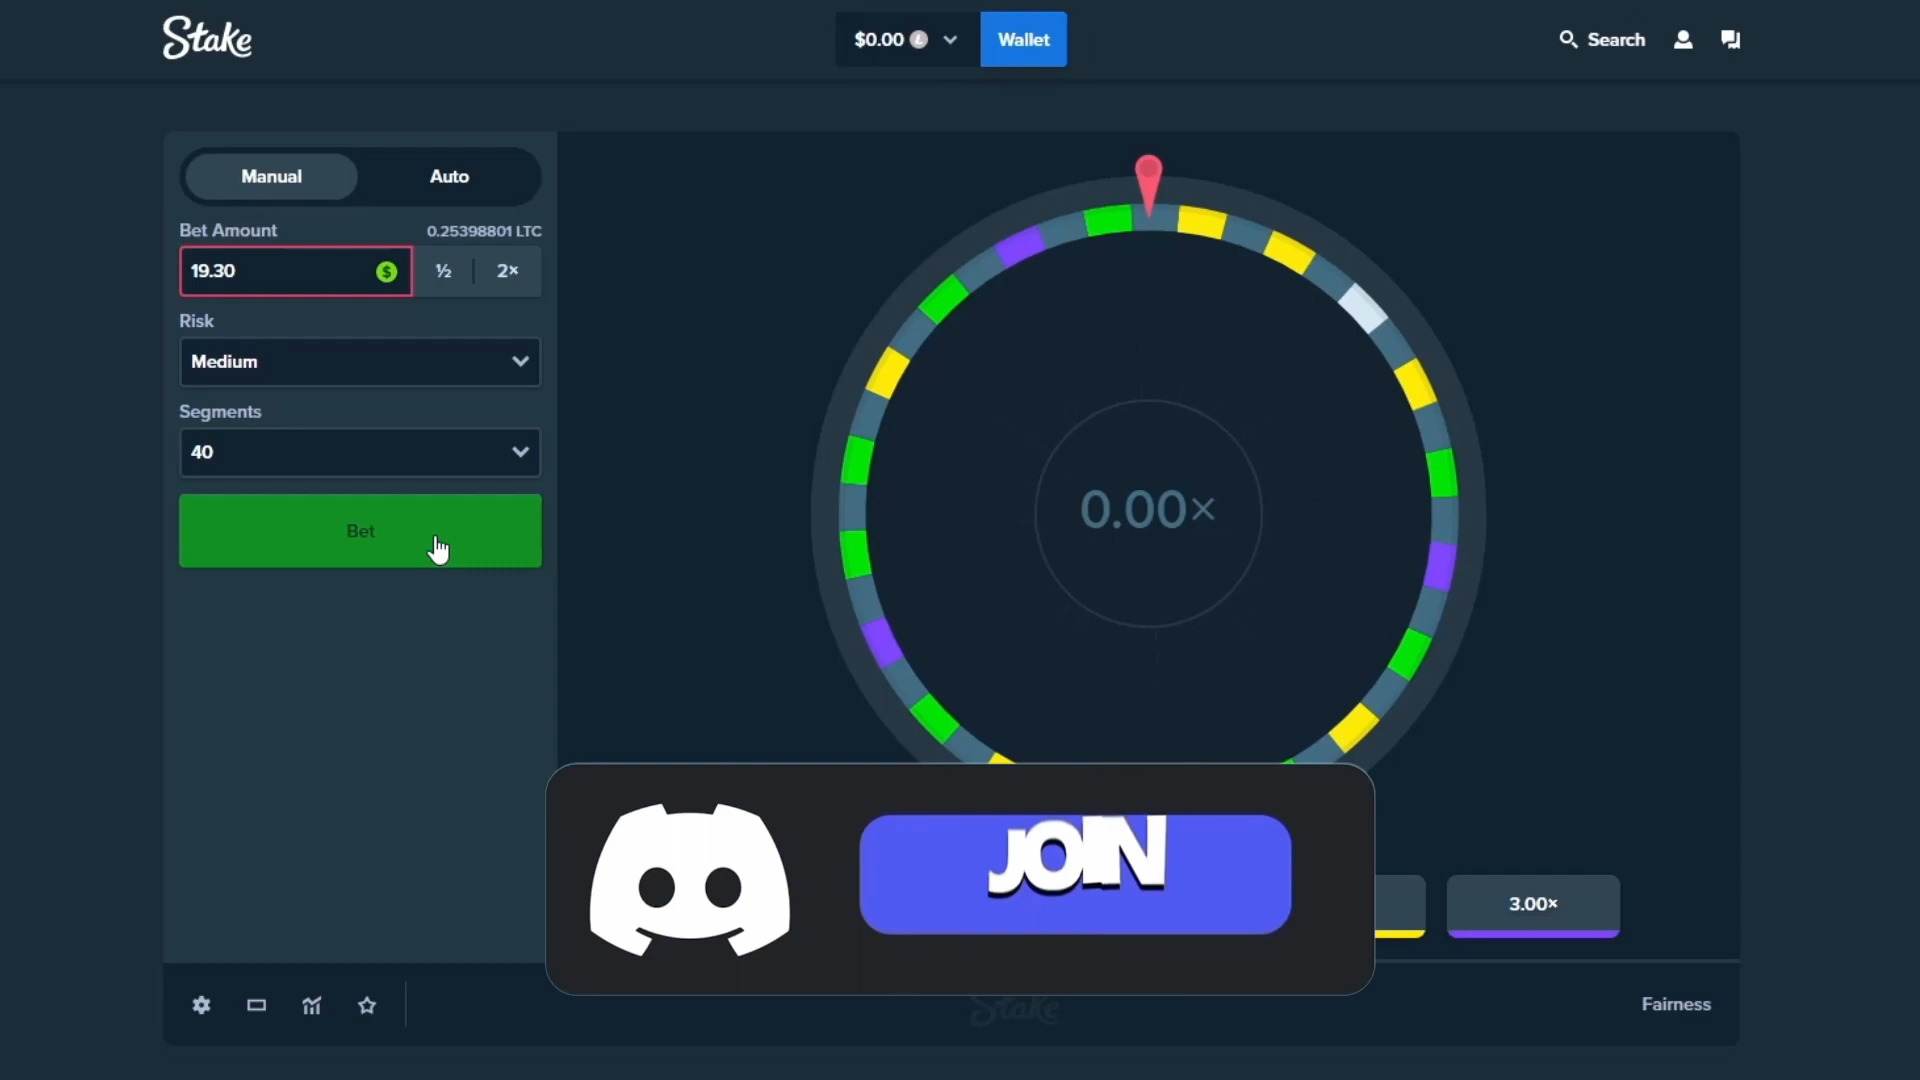 Stake
$0.00
Wallet
Search
Manual
Auto
Bet Amount
0.25398801 LTC
19.30
$
½
2×
Risk
Medium
Segments
40
Bet
0.00×
JOIN
3.00×
Stake
Fairness